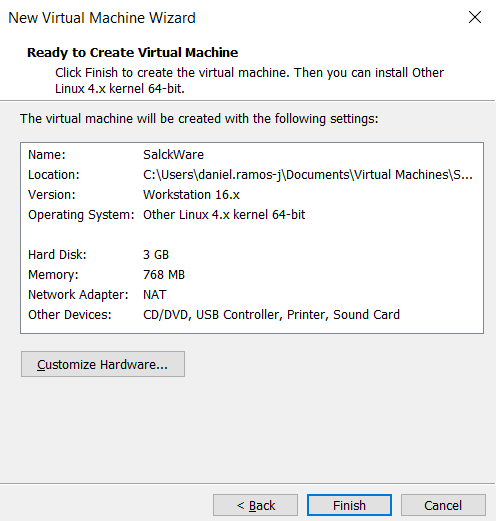 New Virtual Machine Wizard
Ready to Create Virtual Machine
Click Finish to create the virtual machine. Then you can install Other
Linux 4.x kernel 64-bit.
The virtual machine will be created with the following settings:
Name: SalckWare
Location: C:\Users\daniel.ramos-j\Documents\Virtual Machines\S...
Version: Workstation 16.x
Operating System: Other Linux 4.x kernel 64-bit
Hard Disk: 3 GB
Memory: 768 MB
Network Adapter: NAT
Other Devices: CD/DVD, USB Controller, Printer, Sound Card
Customize Hardware...
< Back Finish Cancel